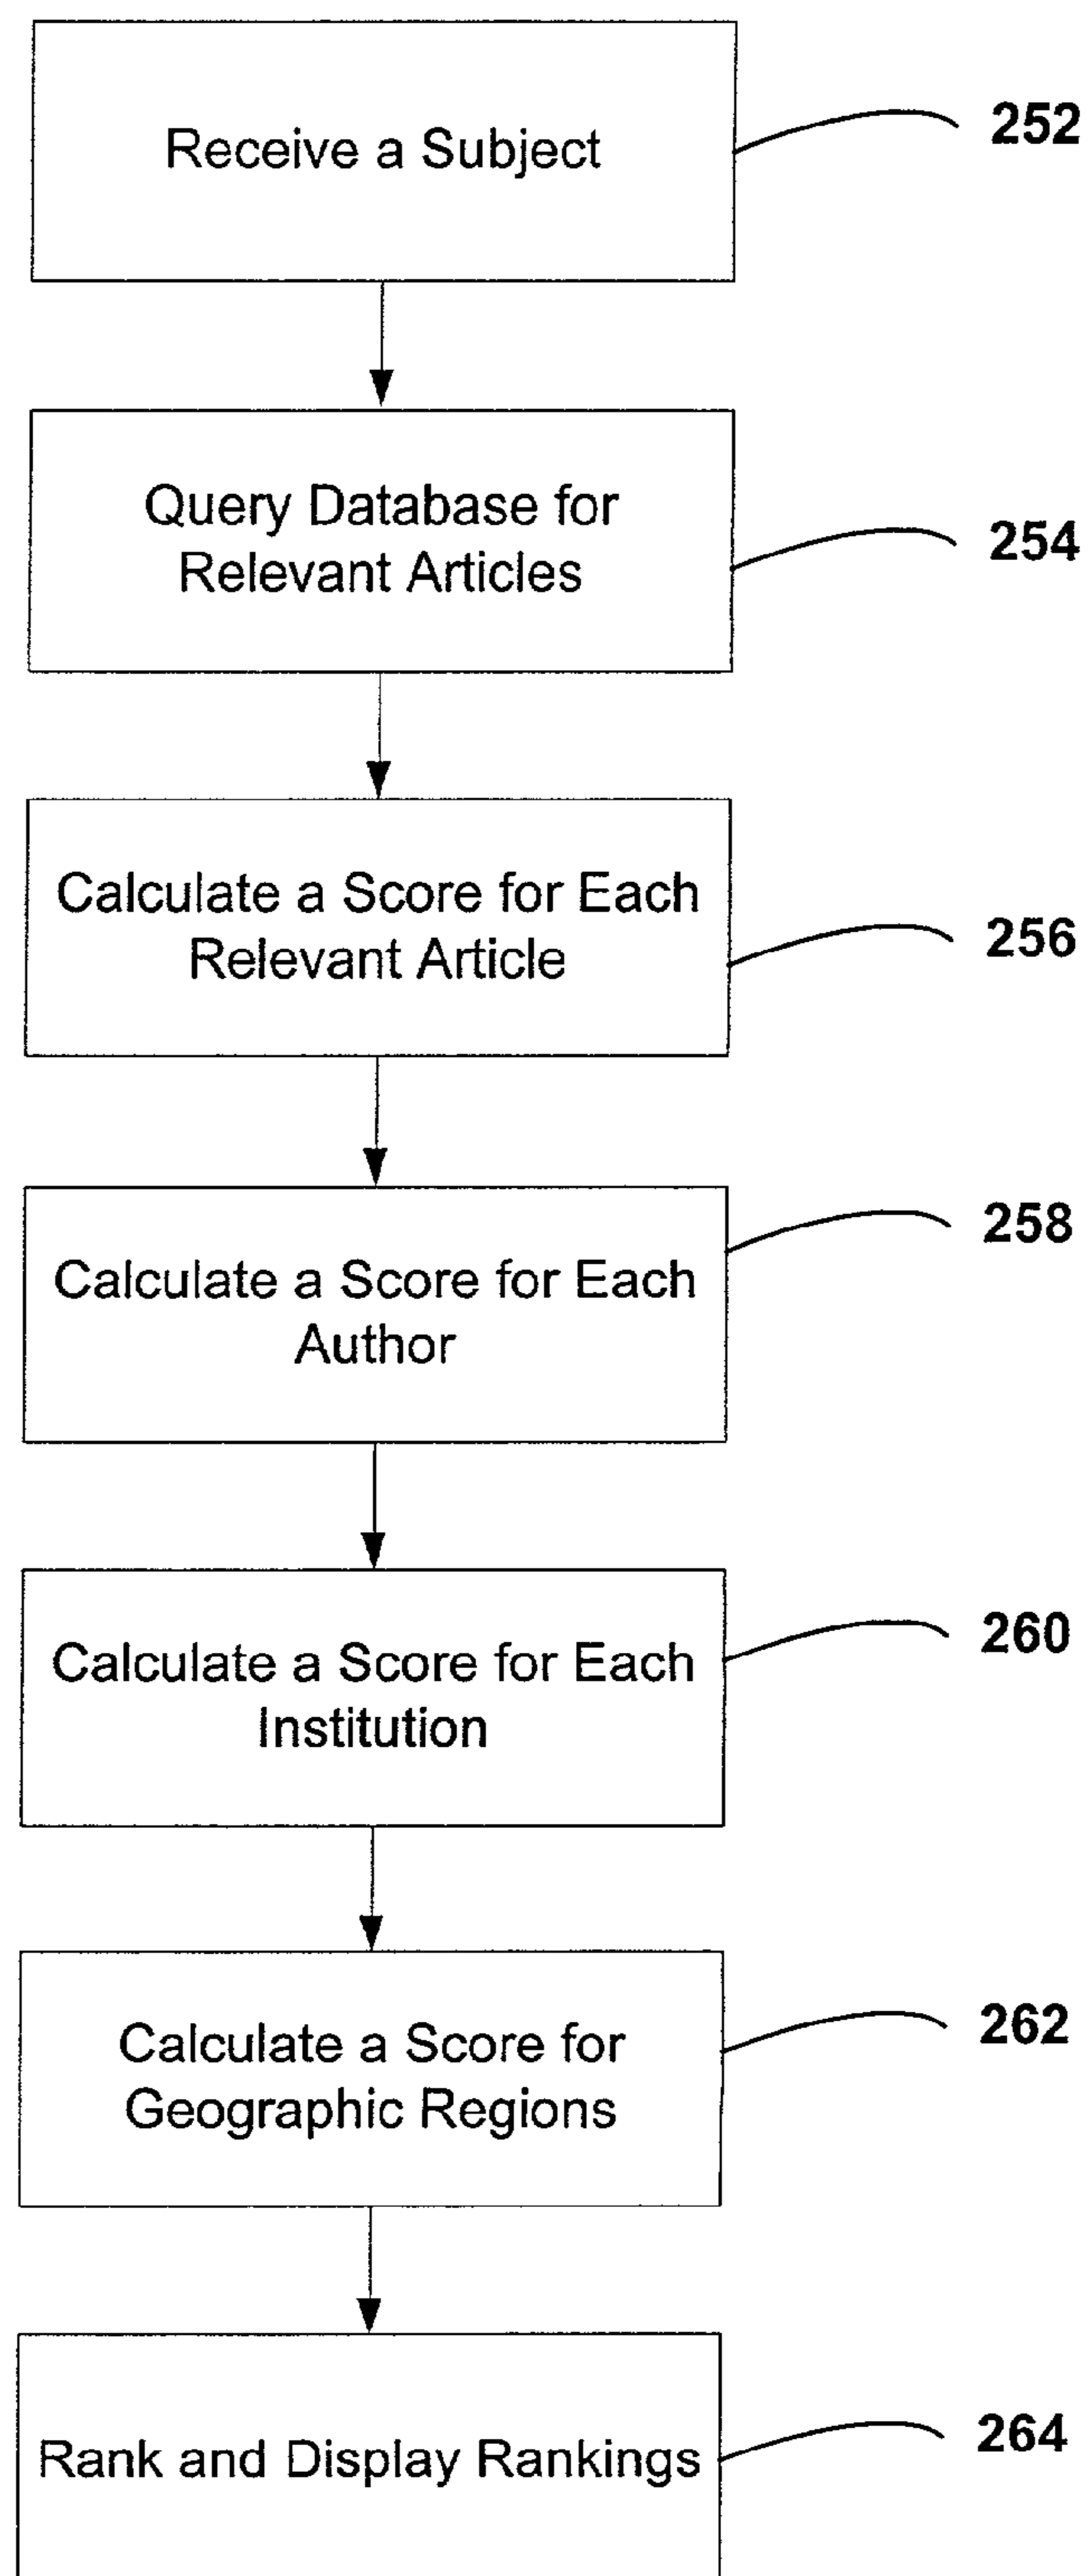 Receive a Subject
252
Query Database for
Relevant Articles
254
Calculate a Score for Each
Relevant Article
256
Calculate a Score for Each
Author
258
Calculate a Score for Each
Institution
260
Calculate a Score for
Geographic Regions
262
Rank and Display Rankings
264